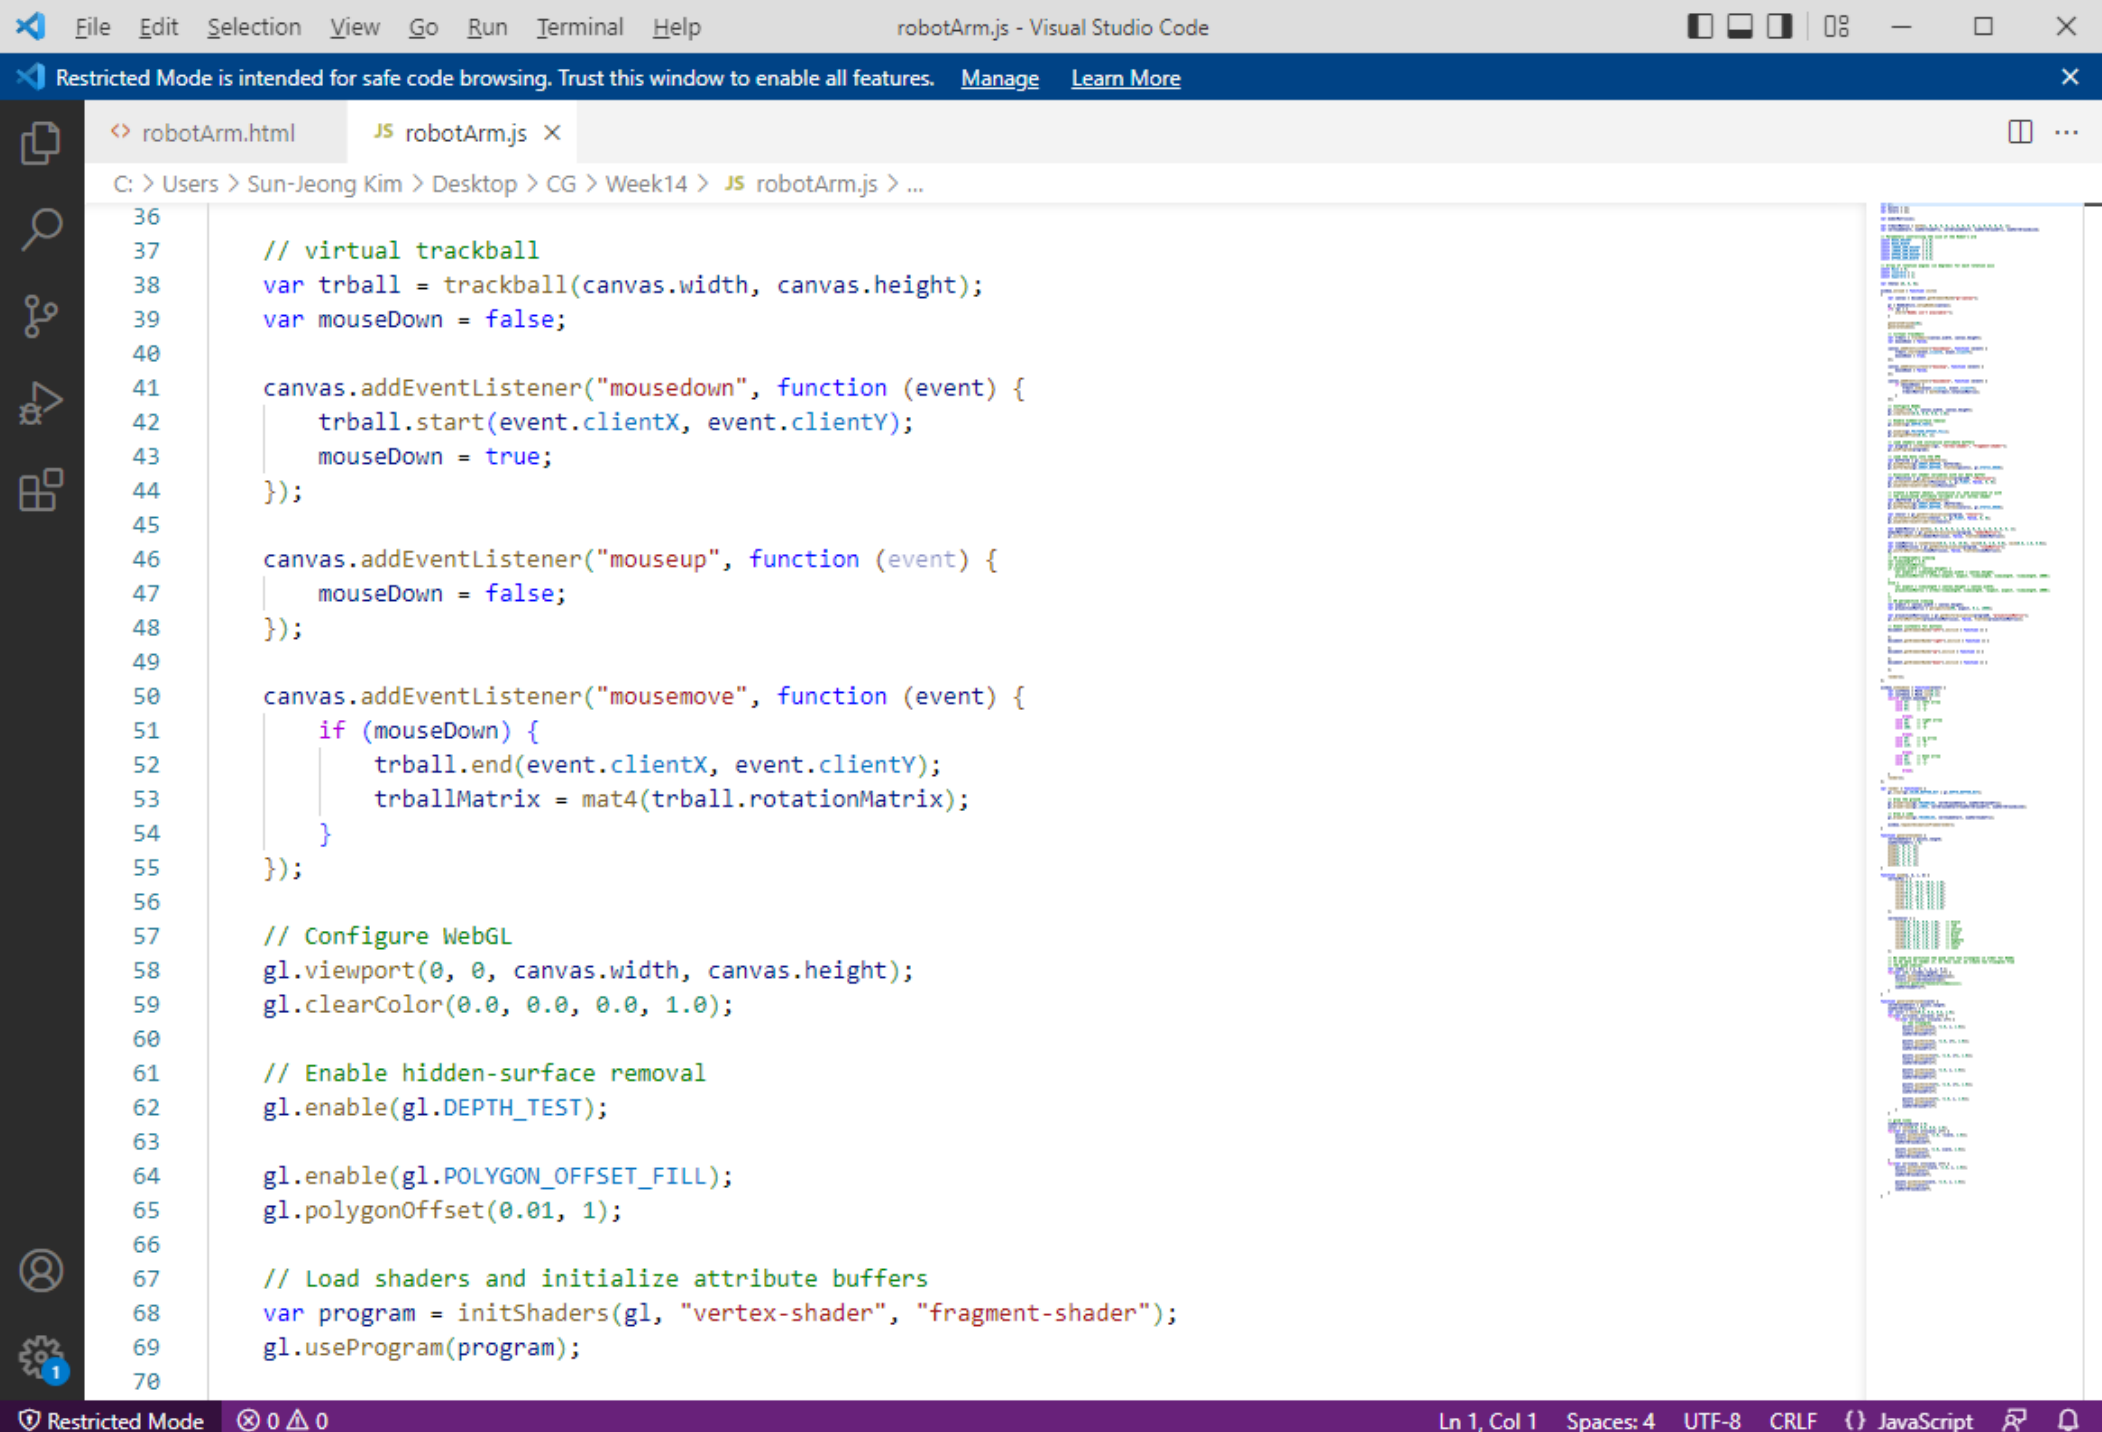 File Edit Selection View Go Run Terminal Help robotArm.js - Visual Studio Code
Restricted Mode is intended for safe code browsing. Trust this window to enable all features. Manage Learn More
<> robotArm.html JS robotArm.js
C: > Users > Sun-Jeong Kim > Desktop > CG > Week14 > JS robotArm.js > ...
36
37 // virtual trackball
38 var trball = trackball(canvas.width, canvas.height);
39 var mouseDown = false;
40
41 canvas.addEventListener("mousedown", function (event) {
42 trball.start(event.clientX, event.clientY);
43 mouseDown = true;
44 });
45
46 canvas.addEventListener("mouseup", function (event) {
47 mouseDown = false;
48 });
49
50 canvas.addEventListener("mousemove", function (event) {
51 if (mouseDown) {
52 trball.end(event.clientX, event.clientY);
53 trballMatrix = mat4(trball.rotationMatrix);
54 }
55 });
56
57 // Configure WebGL
58 gl.viewport(0, 0, canvas.width, canvas.height);
59 gl.clearColor(0.0, 0.0, 0.0, 1.0);
60
61 // Enable hidden-surface removal
62 gl.enable(gl.DEPTH_TEST);
63
64 gl.enable(gl.POLYGON_OFFSET_FILL);
65 gl.polygonOffset(0.01, 1);
66
67 // Load shaders and initialize attribute buffers
68 var program = initShaders(gl, "vertex-shader", "fragment-shader");
69 gl.useProgram(program);
70
1
Restricted Mode 0 0 Ln 1, Col 1 Spaces: 4 UTF-8 CRLF {} JavaScript